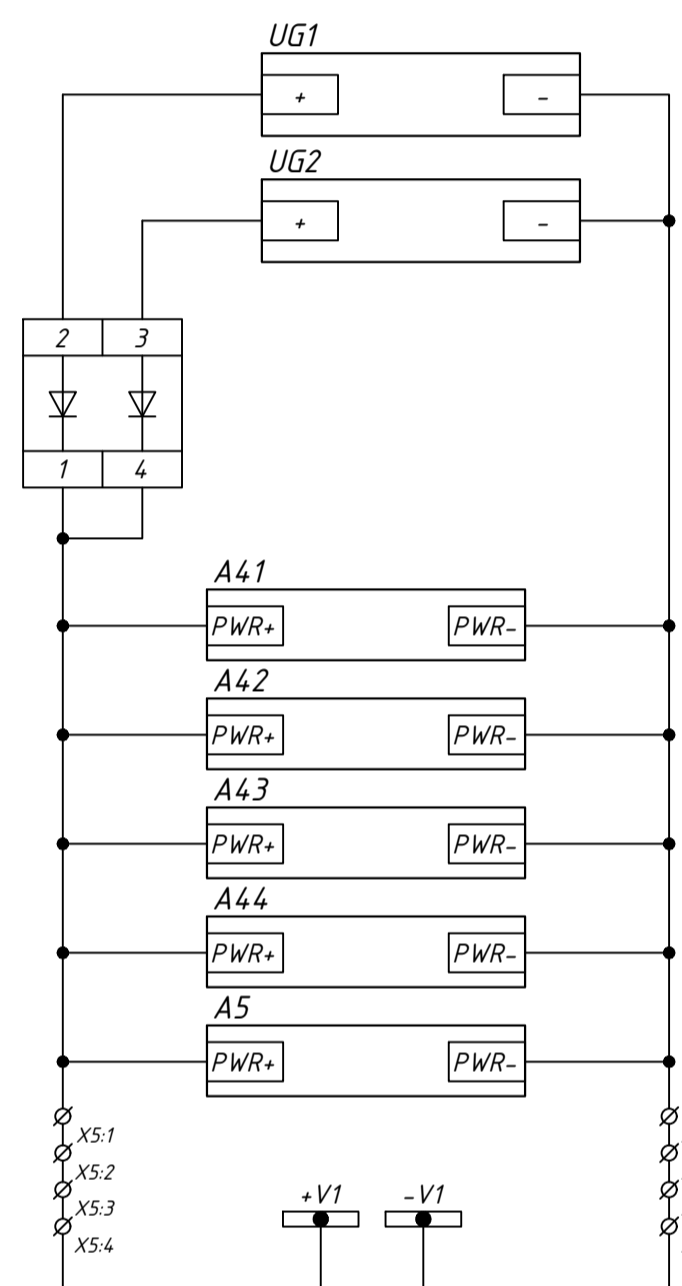 UG1
+ -
UG2
+ -
2 3
1 4
A41
PWR+ PWR-
A42
PWR+ PWR-
A43
PWR+ PWR-
A44
PWR+ PWR-
A5
PWR+ PWR-
X5:1
X5:2
X5:3
X5:4
+V1 -V1